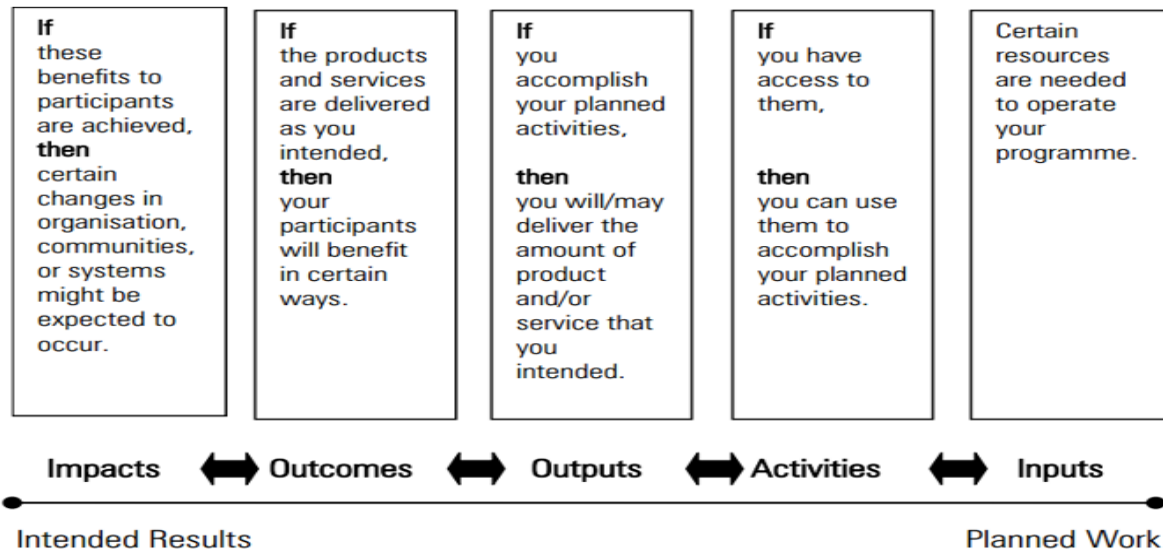 If
these
benefits to
participants
are achieved,
then
certain
changes in
organisation,
communities,
or systems
might be
expected to
occur.
If
the products
and services
are delivered
as you
intended,
then
your
participants
will benefit
in certain
ways.
If
you
accomplish
your planned
activities,
then
you will/may
deliver the
amount of
product
and/or
service that
you
intended.
If
you have
access to
them,
then
you can use
them to
accomplish
your planned
activities.
Certain
resources
are needed
to operate
your
programme.
Impacts Outcomes Outputs Activities Inputs
Intended Results Planned Work